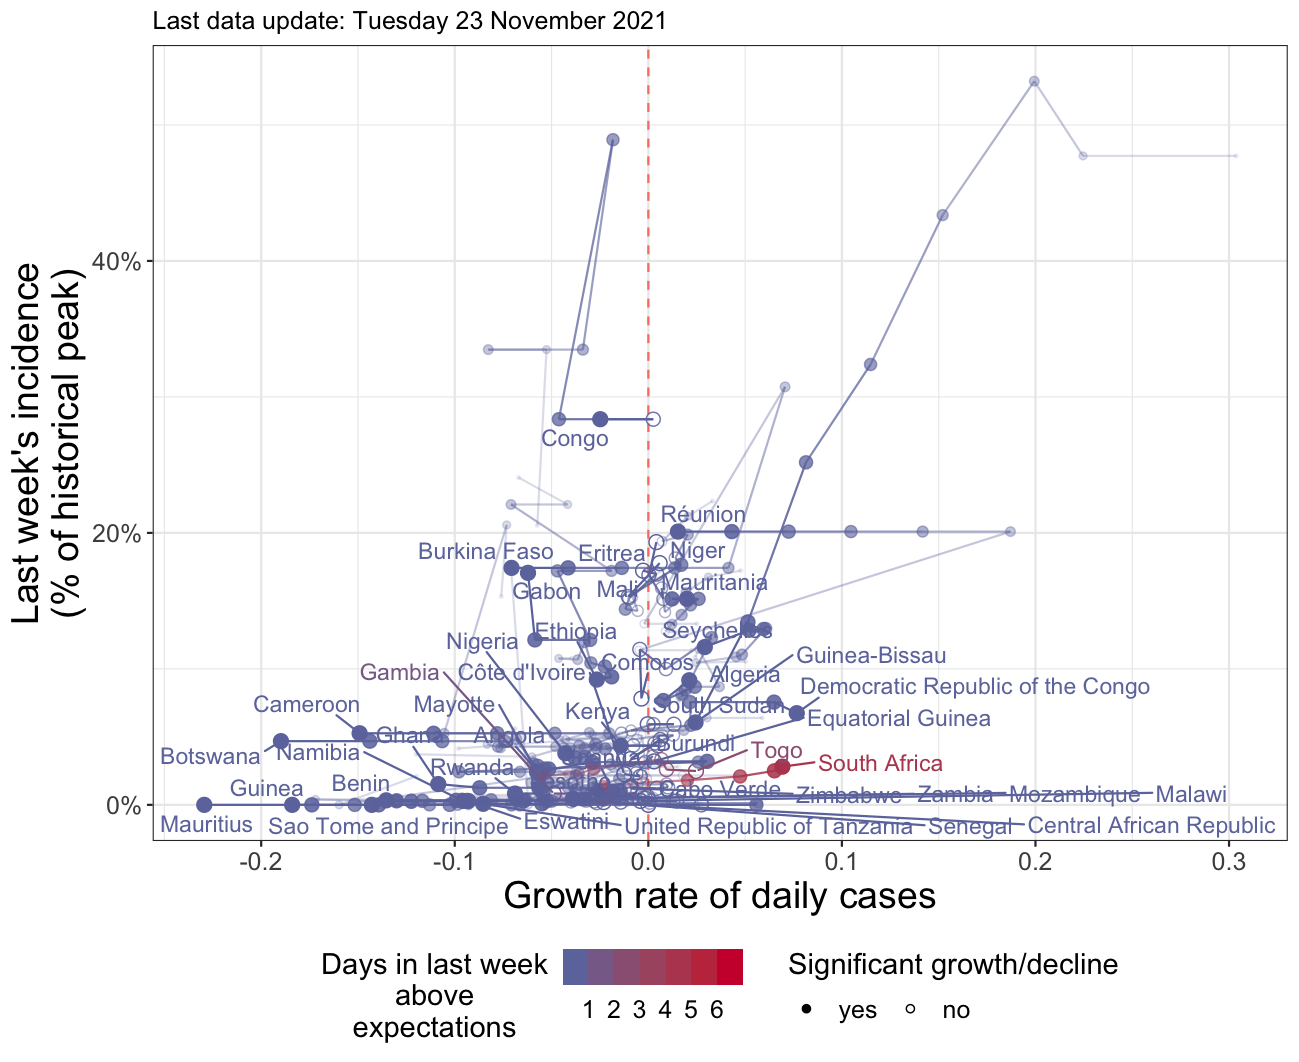 Last data update: Tuesday 23 November 2021
Last week's incidence
(% of historical peak)
40%
20%
0%
Congo
Réunion
Burkina Faso
Eritrea
Niger
Gabon
Mali
Mauritania
Nigeria
Ethiopia
Seychelles
Gambia
Côte d'Ivoire
Comoros
Algeria
Guinea-Bissau
Democratic Republic of the Congo
Cameroon
Mayotte
Kenya
South Sudan
Equatorial Guinea
Botswana
Namibia
Ghana
Angola
Burundi
Togo
South Africa
Guinea
Benin
Rwanda
Cabo Verde
Zimbabwe
Zambia
Mozambique
Malawi
Mauritius
Sao Tome and Principe
Eswatini
United Republic of Tanzania
Senegal
Central African Republic
-0.2
-0.1
0.0
0.1
0.2
0.3
Growth rate of daily cases
Days in last week
above
expectations
1 2 3 4 5 6
Significant growth/decline
yes
no